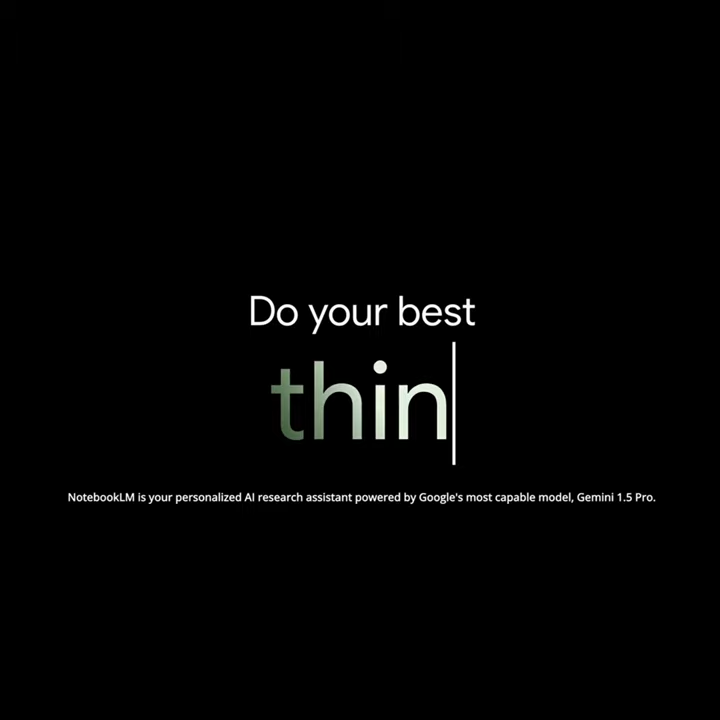 Do your best
thin
NotebookLM is your personalized AI research assistant powered by Google's most capable model, Gemini 1.5 Pro.